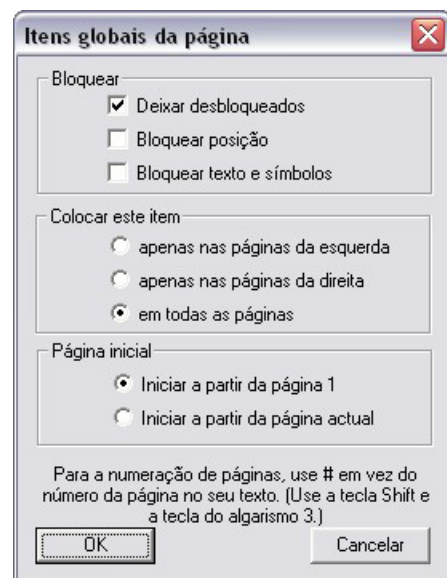 Itens globais da página
Bloquear
Deixar desbloqueados
Bloquear posição
Bloquear texto e símbolos
Colocar este item
apenas nas páginas da esquerda
apenas nas páginas da direita
em todas as páginas
Página inicial
Iniciar a partir da página 1
Iniciar a partir da página actual
Para a numeração de páginas, use # em vez do
número da página no seu texto. (Use a tecla Shift e
a tecla do algarismo 3.)
OK Cancelar